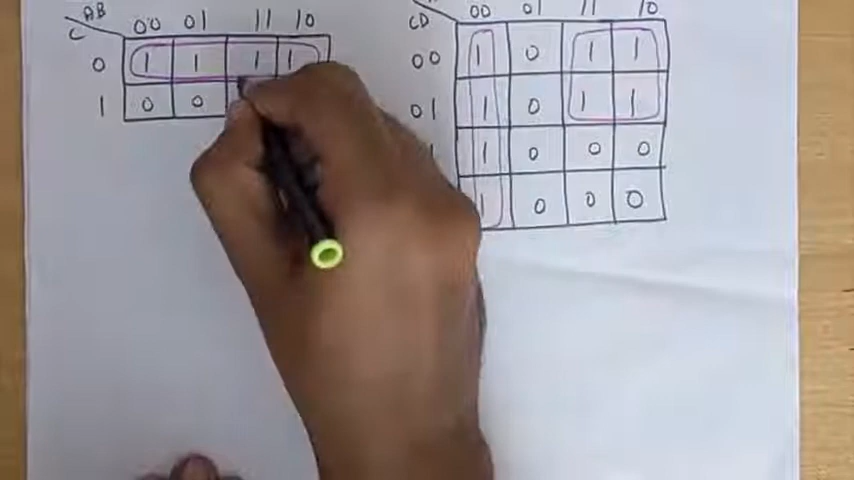 AB
C 00 01 11 10
0 1 1 1 1
1 0 0
CD 00 01 11 10
00 1 0 1 1
01 1 0 1 1
1 0 0 0
1 0 0 0